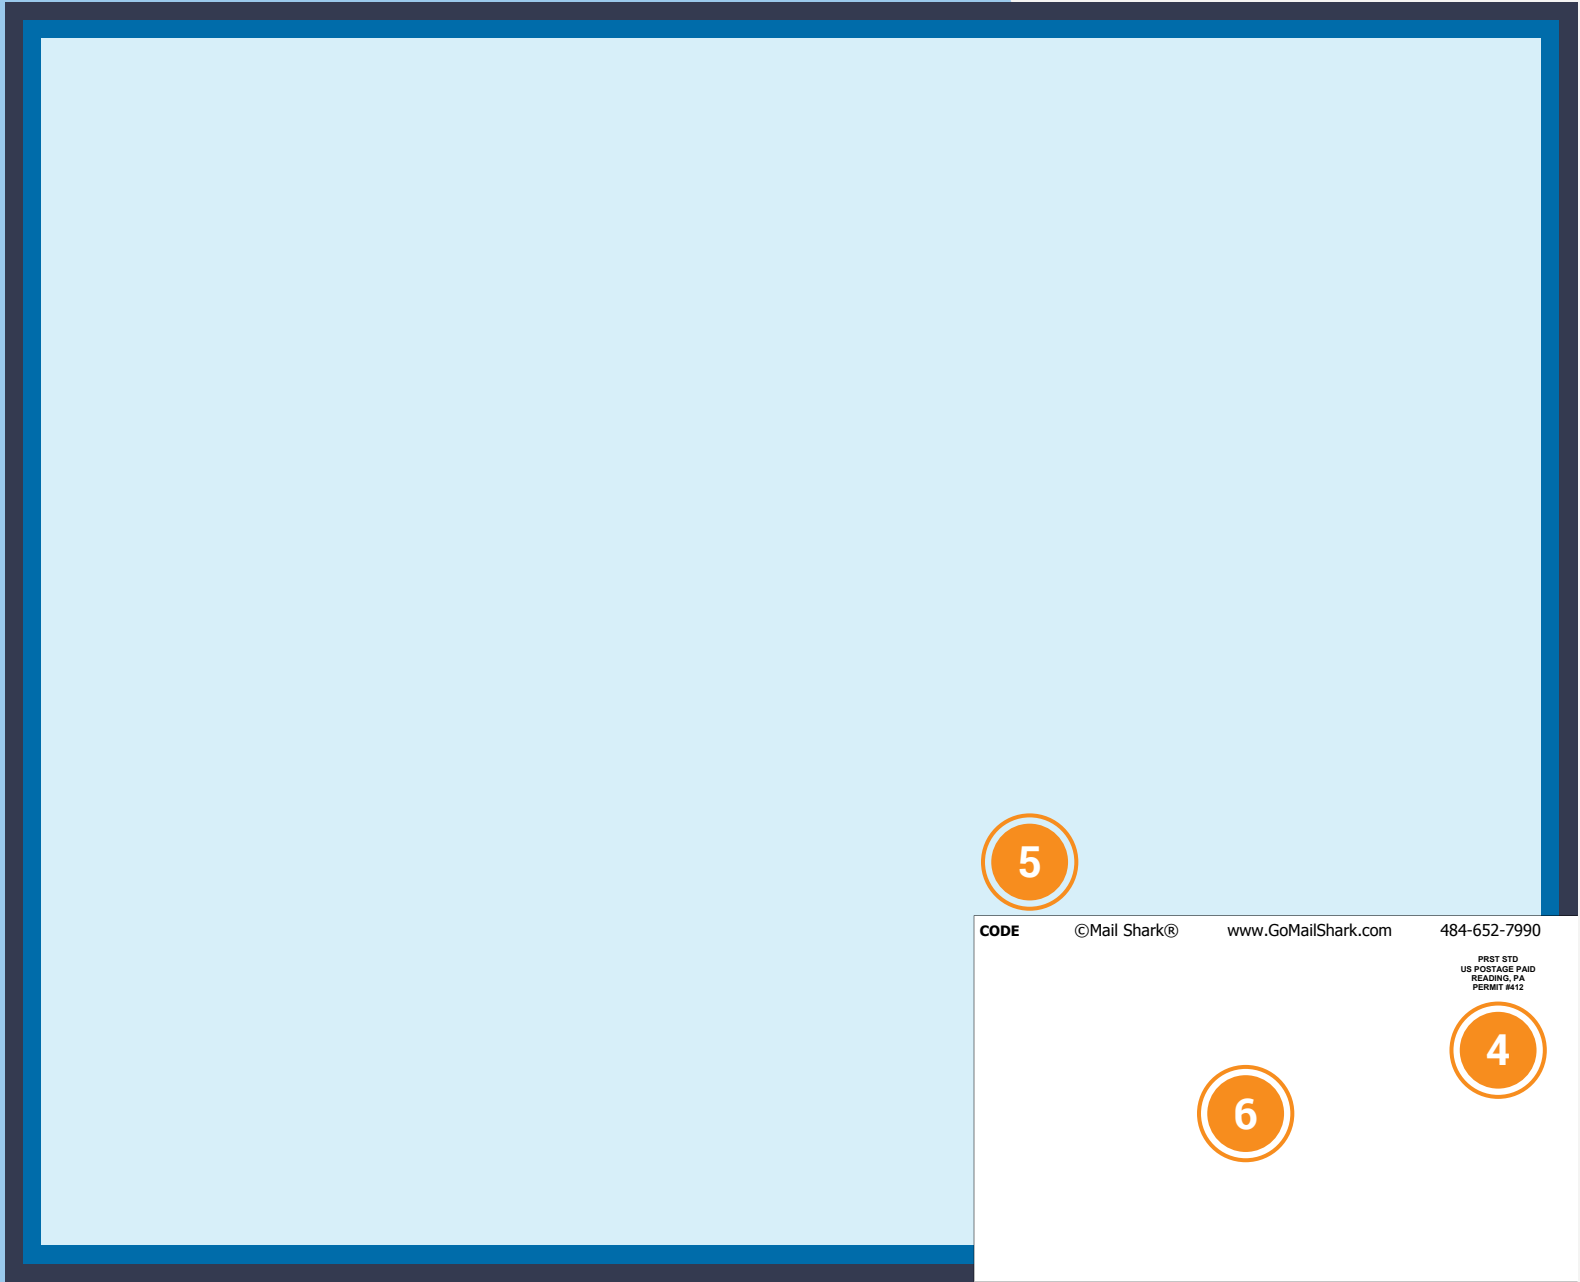 5
CODE ©Mail Shark® www.GoMailShark.com 484-652-7990
PRST STD
US POSTAGE PAID
READING, PA
PERMIT #412
4
6